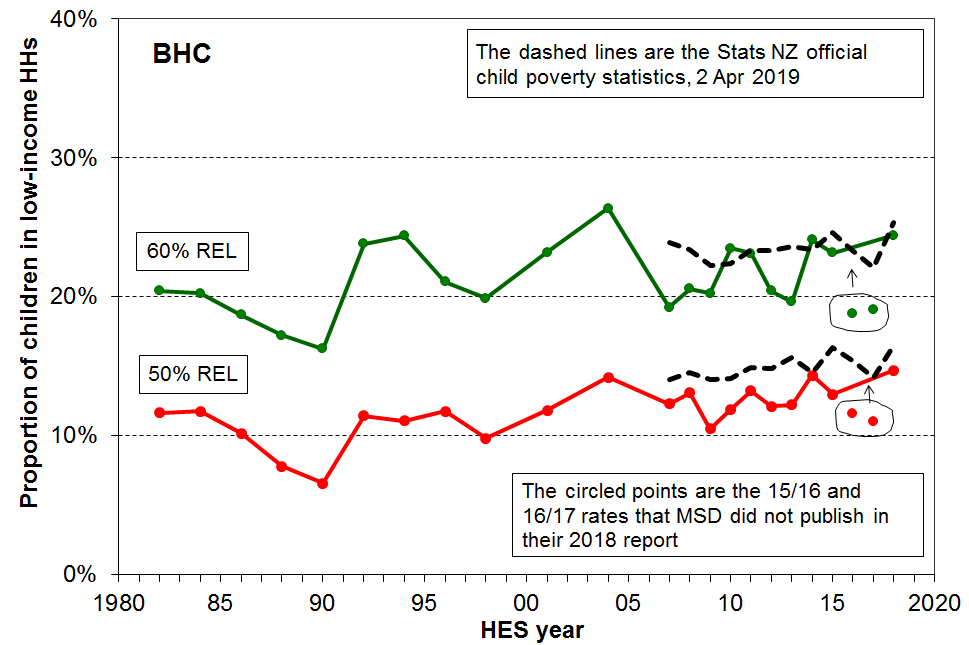 Proportion of children in low-income HHs
40%
30%
20%
10%
0%
BHC
The dashed lines are the Stats NZ official
child poverty statistics, 2 Apr 2019
60% REL
50% REL
The circled points are the 15/16 and
16/17 rates that MSD did not publish in
their 2018 report
1980 85 90 95 00 05 10 15 2020
HES year